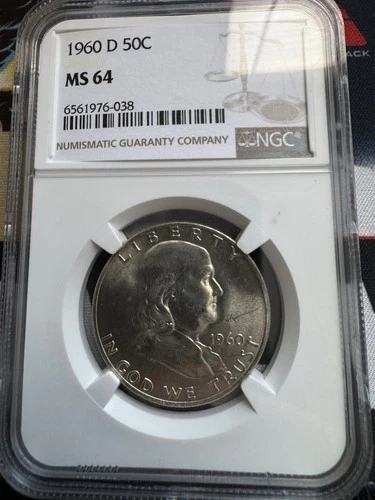 1960 D 50C
MS 64
6561976-038
NUMISMATIC GUARANTY COMPANY
NGC®
LIBERTY
1960
IN GOD WE TRUST